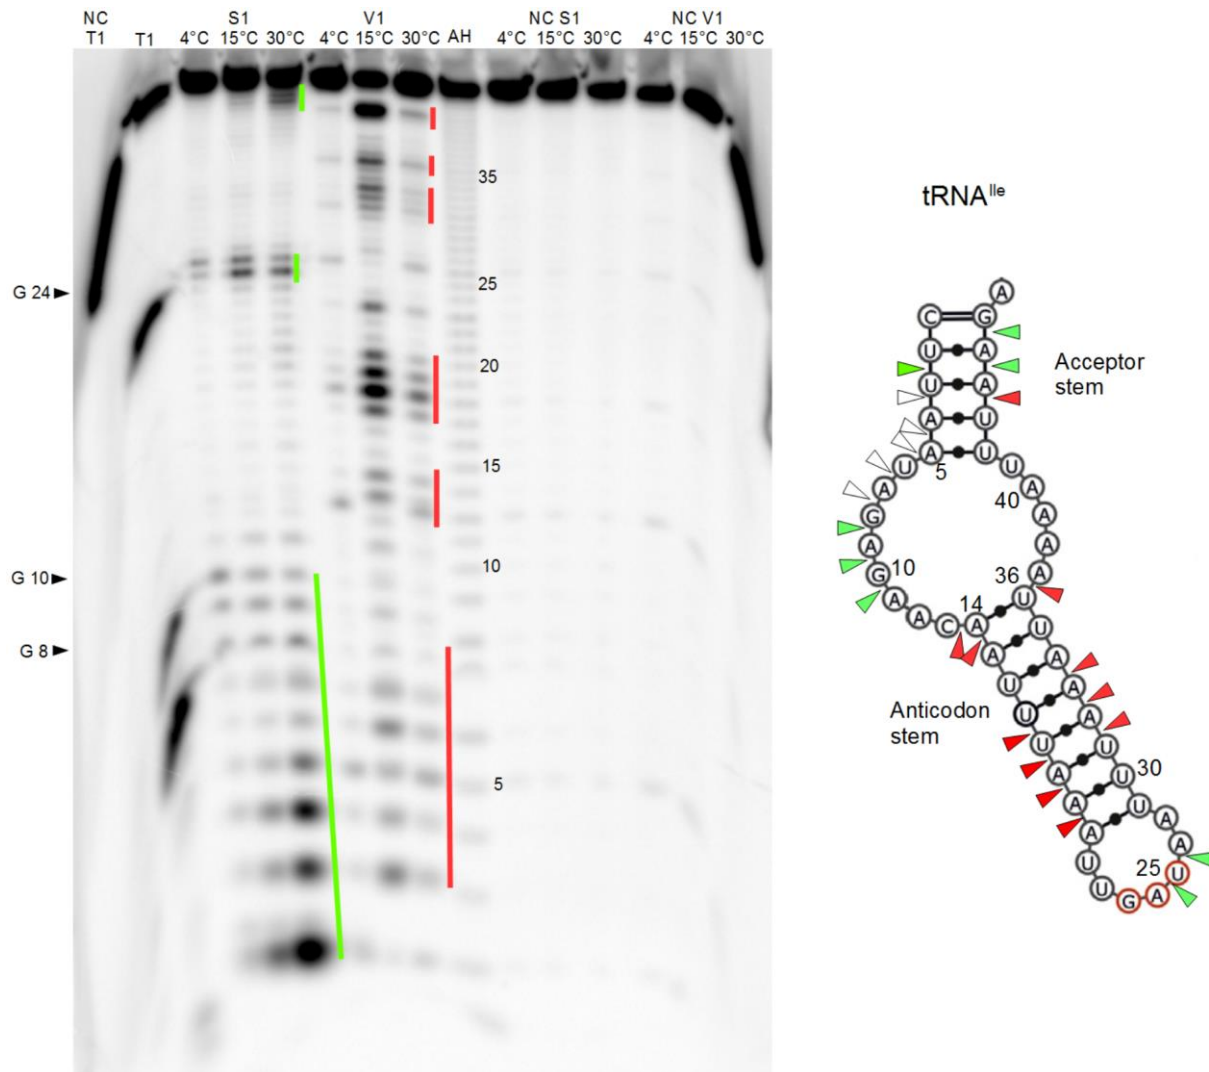 NC
T1
T1
S1
4°C 15°C 30°C
V1
4°C 15°C 30°C
AH
NC S1
4°C 15°C 30°C
NC V1
4°C 15°C 30°C
35
25
G 24
20
15
10
G 10
G 8
5
tRNA^Ile
A
C G
U A
U A
A U
A U
5
U U
A A
G A
A A
G A
10
40
A A C A U
14
36
A U
U A
U A
U A
A U
A U
A U
30
U A
U A
G A U
25
Acceptor
stem
Anticodon
stem